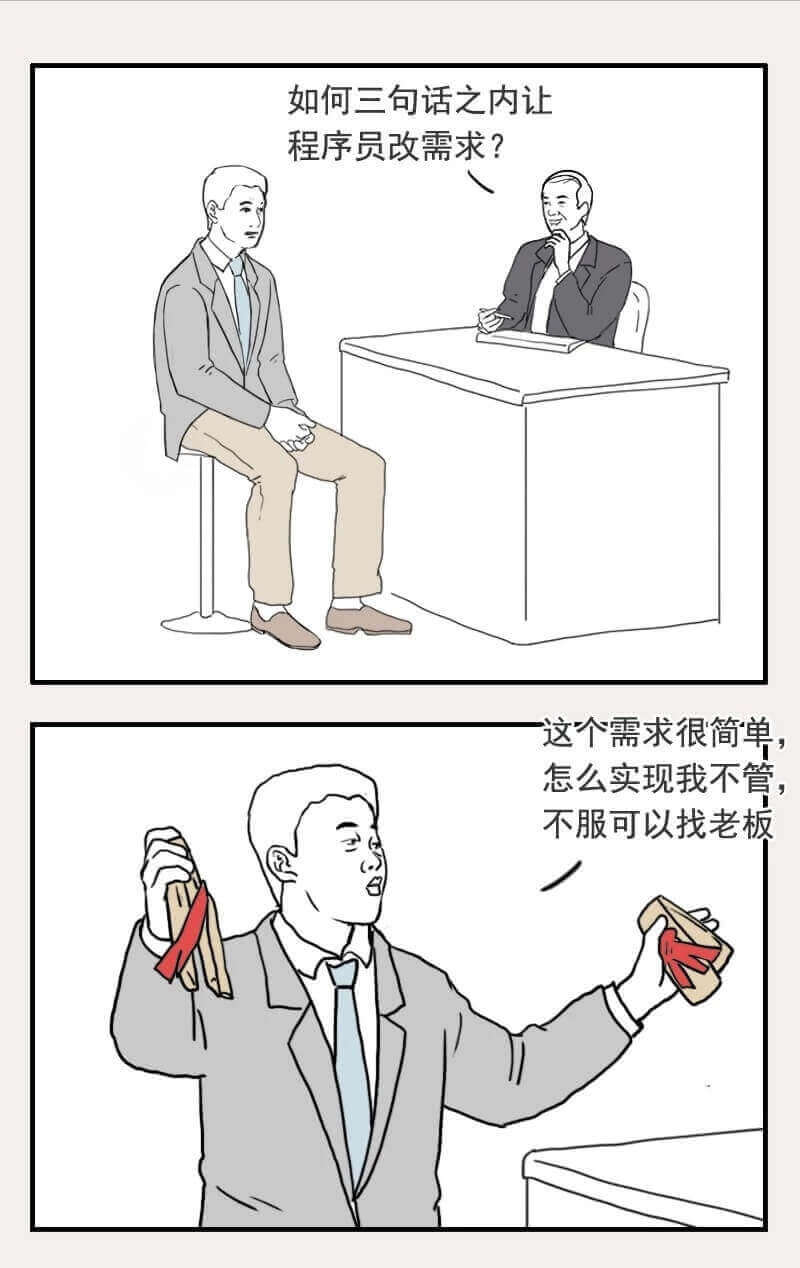 如何三句话之内让
程序员改需求?
这个需求很简单,
怎么实现我不管,
不服可以找老板